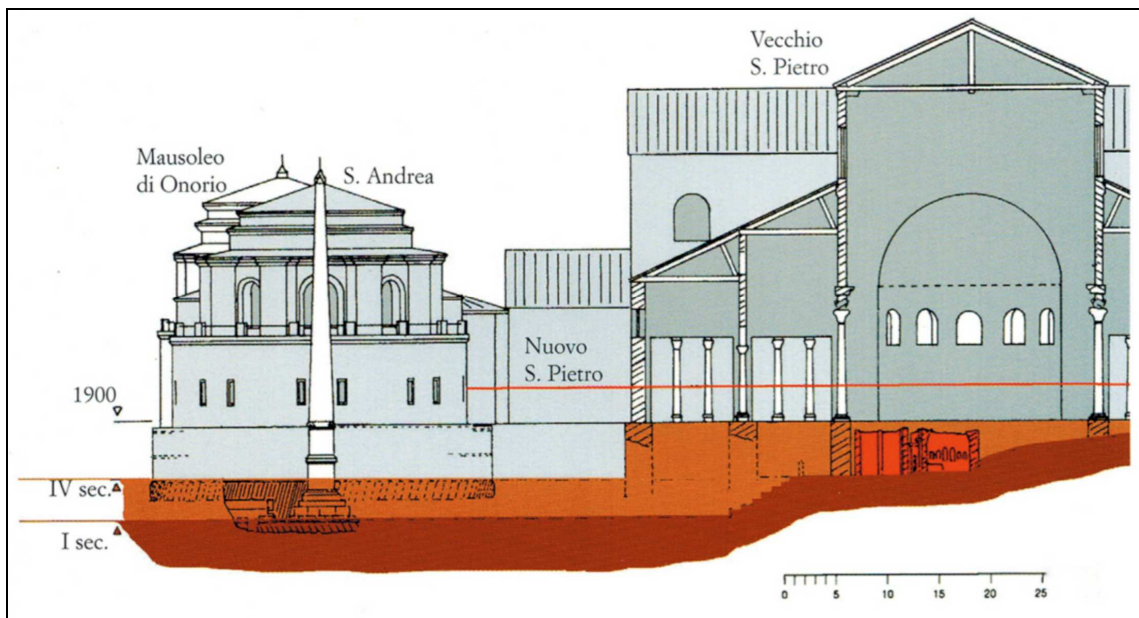 Vecchio
S. Pietro
Mausoleo
di Onorio
S. Andrea
Nuovo
S. Pietro
1900
IV sec.
I sec.
0 5 10 15 20 25